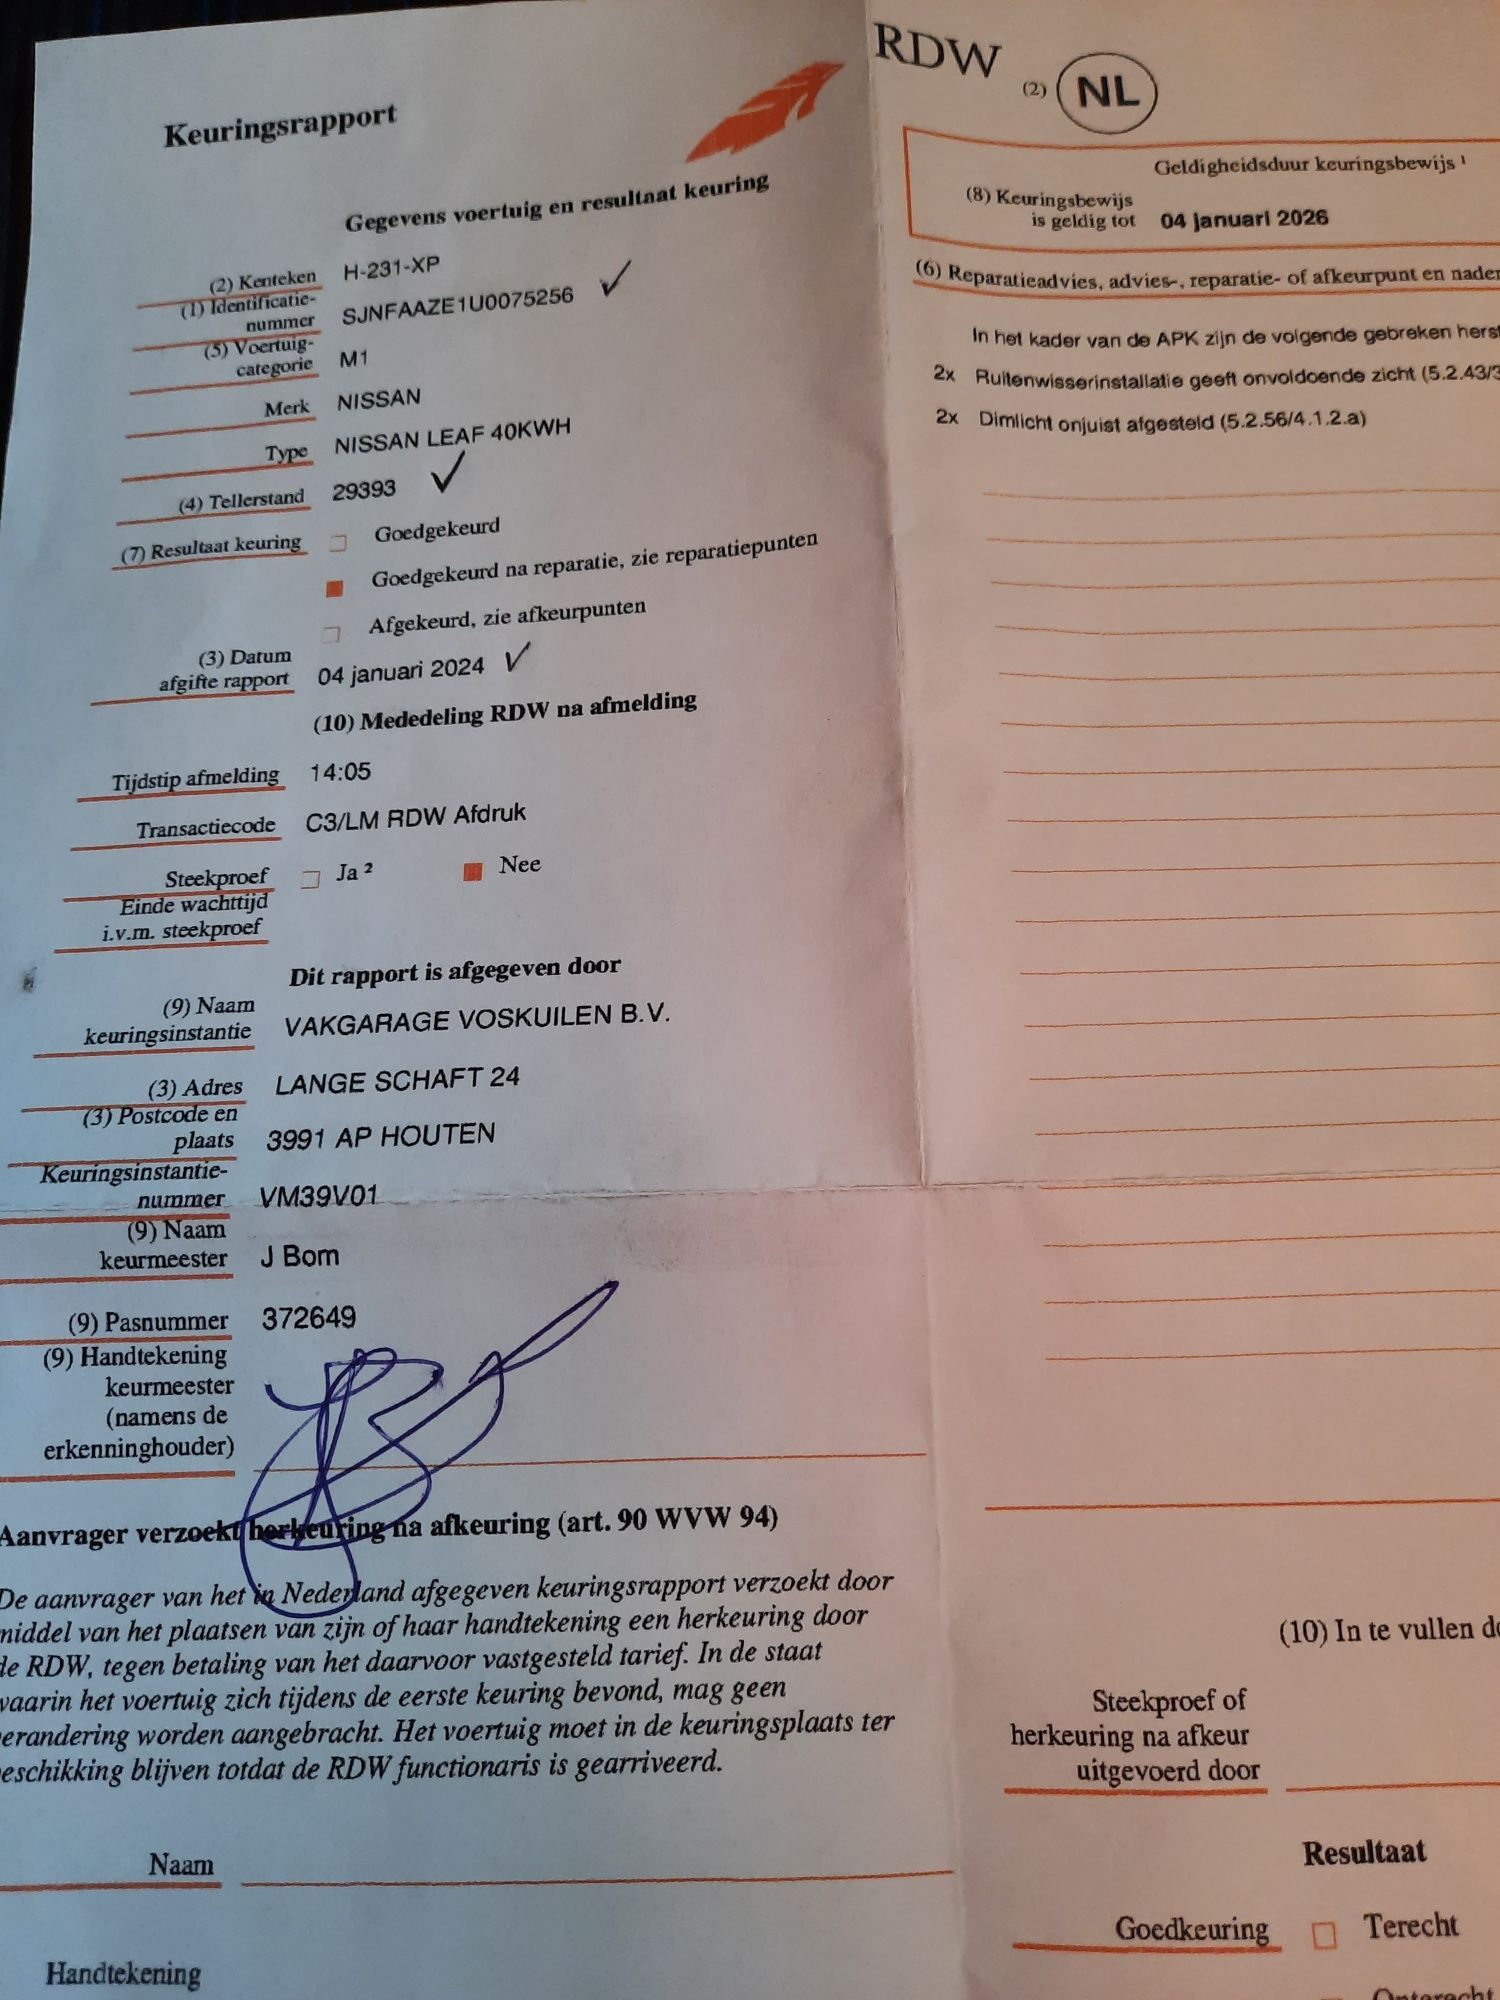 Keuringsrapport
Gegevens voertuig en resultaat keuring
(2) Kenteken H-231-XP
(1) Identificatie-
nummer SJNFAAZE1U0075256
(5) Voertuig-
categorie M1
Merk NISSAN
Type NISSAN LEAF 40KWH
(4) Tellerstand 29393
(7) Resultaat keuring Goedgekeurd
Goedgekeurd na reparatie, zie reparatiepunten
Afgekeurd, zie afkeurpunten
(3) Datum
afgifte rapport 04 januari 2024
(10) Mededeling RDW na afmelding
Tijdstip afmelding 14:05
Transactiecode C3/LM RDW Afdruk
Steekproef Ja ² Nee
Einde wachttijd
i.v.m. steekproef
Dit rapport is afgegeven door
(9) Naam
keuringsinstantie VAKGARAGE VOSKUILEN B.V.
(3) Adres LANGE SCHAFT 24
(3) Postcode en
plaats 3991 AP HOUTEN
Keuringsinstantie-
nummer VM39V01
(9) Naam
keurmeester J Bom
(9) Pasnummer 372649
(9) Handtekening
keurmeester
(namens de
erkenninghouder)
Aanvrager verzoekt herkeuring na afkeuring (art. 90 WVW 94)
De aanvrager van het in Nederland afgegeven keuringsrapport verzoekt door
middel van het plaatsen van zijn of haar handtekening een herkeuring door
de RDW, tegen betaling van het daarvoor vastgesteld tarief. In de staat
waarin het voertuig zich tijdens de eerste keuring bevond, mag geen
erandering worden aangebracht. Het voertuig moet in de keuringsplaats ter
eschikking blijven totdat de RDW functionaris is gearriveerd.
Naam
Handtekening
RDW
(2) NL
Geldigheidsduur keuringsbewijs ¹
(8) Keuringsbewijs
is geldig tot 04 januari 2026
(6) Reparatieadvies, advies-, reparatie- of afkeurpunt en nader
In het kader van de APK zijn de volgende gebreken herst
2x Ruitenwisserinstallatie geeft onvoldoende zicht (5.2.43/3
2x Dimlicht onjuist afgesteld (5.2.56/4.1.2.a)
(10) In te vullen do
Steekproef of
herkeuring na afkeur
uitgevoerd door
Resultaat
Goedkeuring Terecht
Onterecht